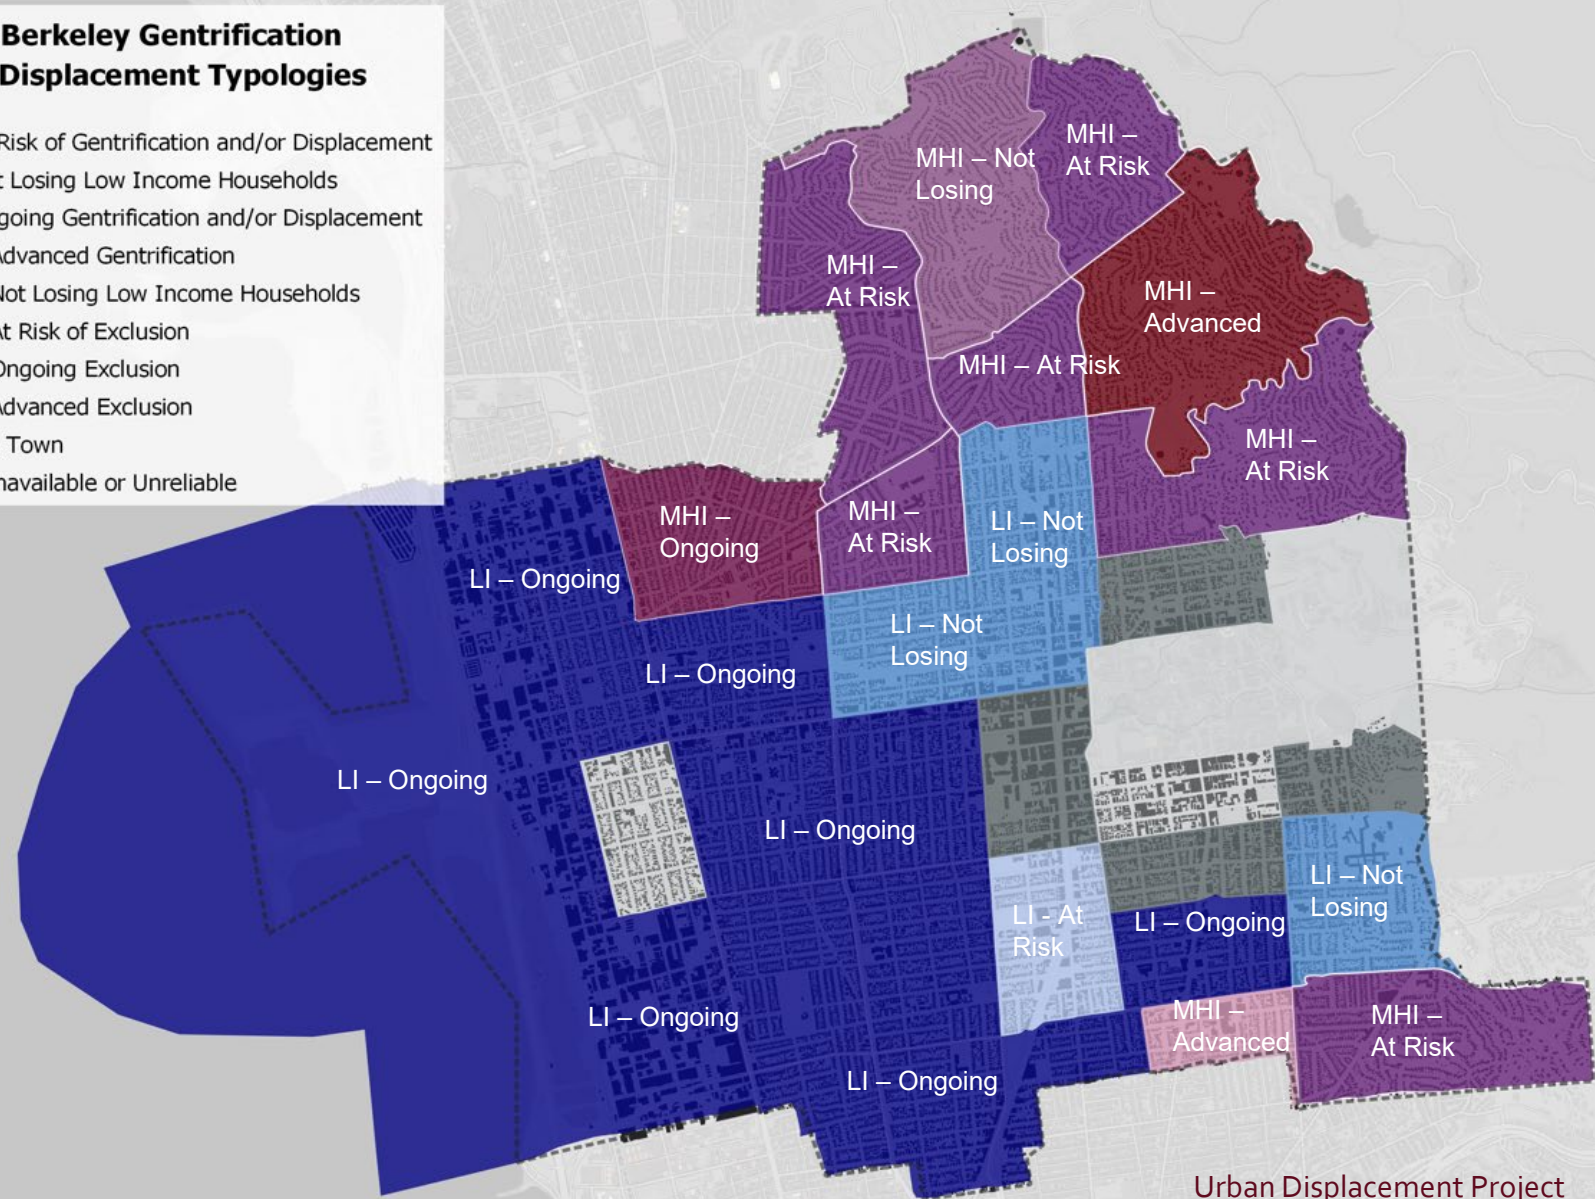 Berkeley Gentrification
Displacement Typologies
Risk of Gentrification and/or Displacement
Losing Low Income Households
going Gentrification and/or Displacement
Advanced Gentrification
Not Losing Low Income Households
At Risk of Exclusion
Ongoing Exclusion
Advanced Exclusion
Town
navailable or Unreliable
MHI – Not
Losing
MHI –
At Risk
MHI –
At Risk
MHI –
Advanced
MHI – At Risk
MHI –
At Risk
MHI –
Ongoing
MHI –
At Risk
LI – Not
Losing
LI – Ongoing
LI – Not
Losing
LI – Ongoing
LI – Ongoing
LI – Ongoing
LI – Not
Losing
LI - At
Risk
LI – Ongoing
LI – Ongoing
MHI –
Advanced
MHI –
At Risk
LI – Ongoing
Urban Displacement Project